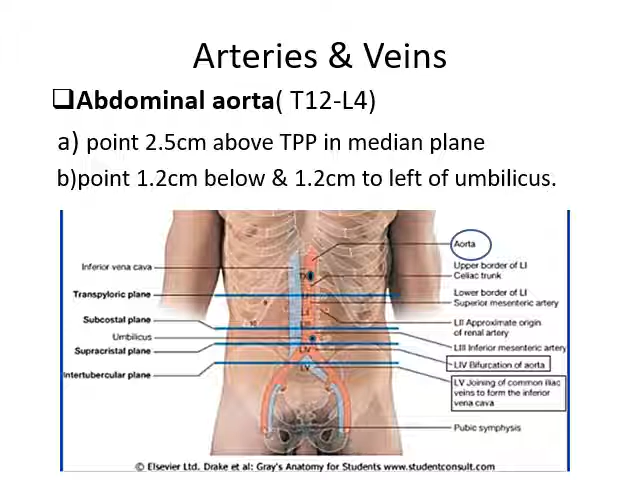 Arteries & Veins
❑Abdominal aorta( T12-L4)
a) point 2.5cm above TPP in median plane
b)point 1.2cm below & 1.2cm to left of umbilicus.
Aorta
Inferior vena cava
Upper border of LI
Celiac trunk
Transpyloric plane
Lower border of LI
Superior mesenteric artery
Subcostal plane
LII Approximate origin
of renal artery
Umbilicus
Supracristal plane
LIII Inferior mesenteric artery
LIV
LIV Bifurcation of aorta
LV
Intertubercular plane
LV Joining of common iliac
veins to form the inferior
vena cava
Pubic symphysis
© Elsevier Ltd. Drake et al: Gray's Anatomy for Students www.studentconsult.com